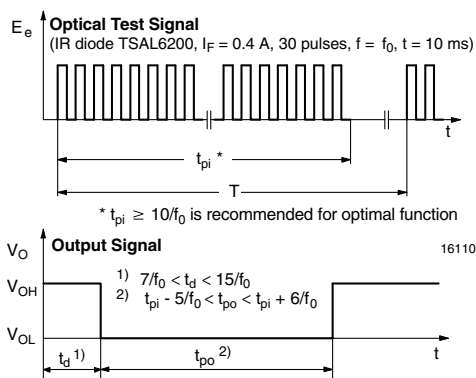 E_e
Optical Test Signal
(IR diode TSAL6200, I_F = 0.4 A, 30 pulses, f = f_0, t = 10 ms)
t
t_pi *
T
* t_pi ≥ 10/f_0 is recommended for optimal function
V_O
Output Signal
16110
V_OH
1) 7/f_0 < t_d < 15/f_0
2) t_pi - 5/f_0 < t_po < t_pi + 6/f_0
V_OL
t_d 1)
t_po 2)
t